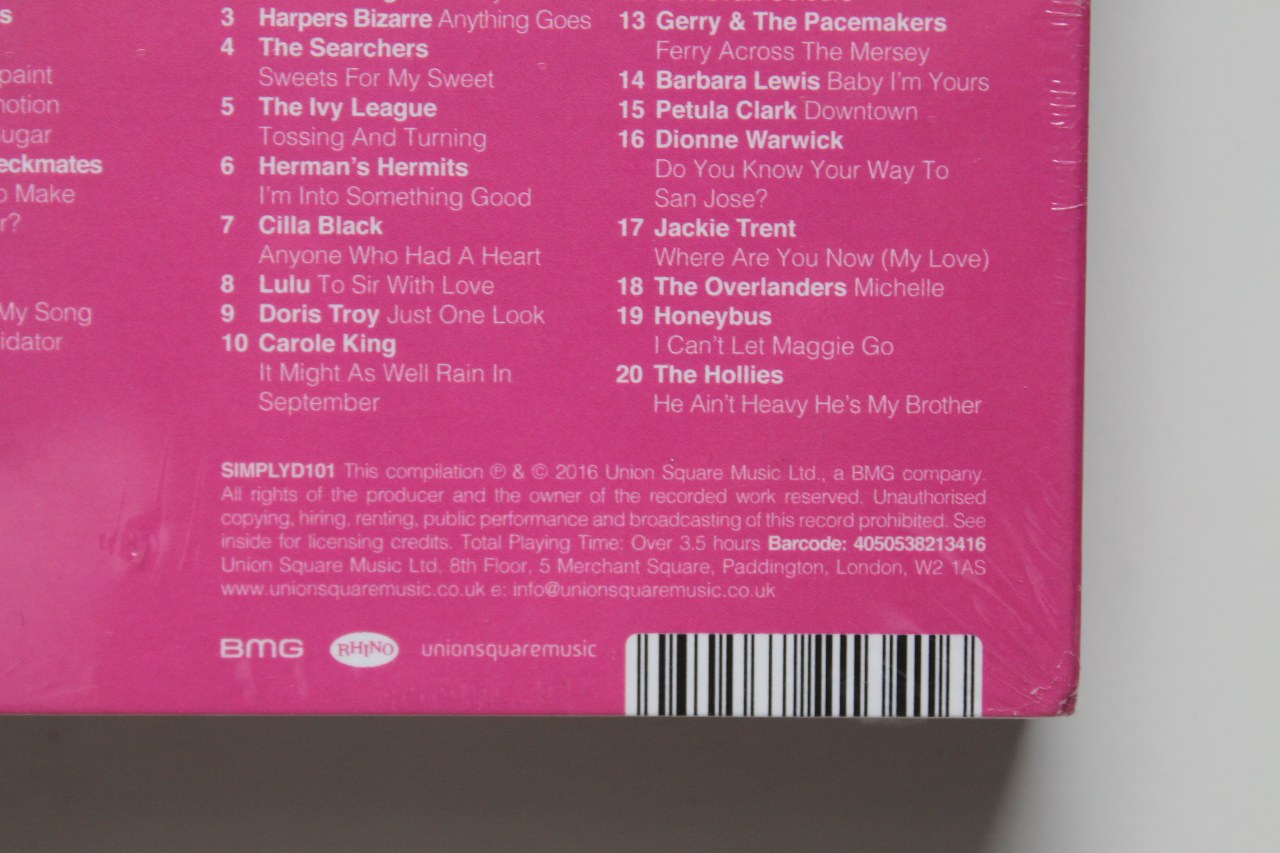 s
paint
notion
ugar
eckmates
o Make
r?
My Song
idator
3 Harpers Bizarre Anything Goes
4 The Searchers
Sweets For My Sweet
5 The Ivy League
Tossing And Turning
6 Herman's Hermits
I'm Into Something Good
7 Cilla Black
Anyone Who Had A Heart
8 Lulu To Sir With Love
9 Doris Troy Just One Look
10 Carole King
It Might As Well Rain In
September
13 Gerry & The Pacemakers
Ferry Across The Mersey
14 Barbara Lewis Baby I'm Yours
15 Petula Clark Downtown
16 Dionne Warwick
Do You Know Your Way To
San Jose?
17 Jackie Trent
Where Are You Now (My Love)
18 The Overlanders Michelle
19 Honeybus
I Can't Let Maggie Go
20 The Hollies
He Ain't Heavy He's My Brother
SIMPLYD101 This compilation ℗ & © 2016 Union Square Music Ltd., a BMG company.
All rights of the producer and the owner of the recorded work reserved. Unauthorised
copying, hiring, renting, public performance and broadcasting of this record prohibited. See
inside for licensing credits. Total Playing Time: Over 3.5 hours Barcode: 4050538213416
Union Square Music Ltd, 8th Floor, 5 Merchant Square, Paddington, London, W2 1AS
www.unionsquaremusic.co.uk e: info@unionsquaremusic.co.uk
BMG RHINO unionsquaremusic